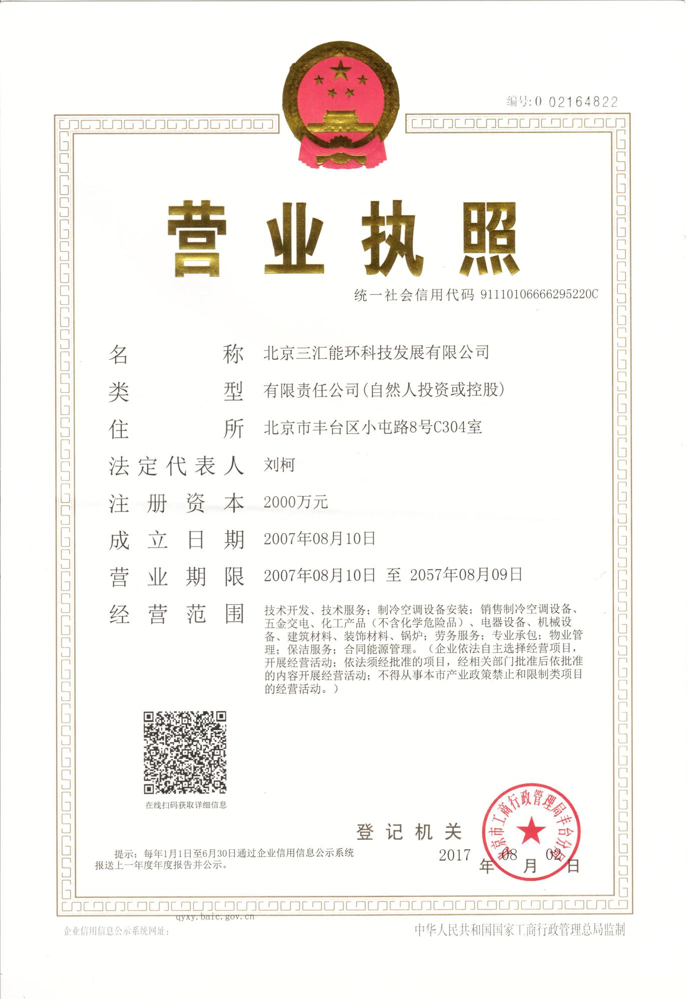 编号:0 02164822
营业执照
统一社会信用代码 91110106666295220C
名称 北京三汇能环科技发展有限公司
类型 有限责任公司(自然人投资或控股)
住所 北京市丰台区小屯路8号C304室
法定代表人 刘柯
注册资本 2000万元
成立日期 2007年08月10日
营业期限 2007年08月10日 至 2057年08月09日
经营范围 技术开发、技术服务；制冷空调设备安装；销售制冷空调设备、
五金交电、化工产品（不含化学危险品）、电器设备、机械设
备、建筑材料、装饰材料、锅炉；劳务服务；专业承包；物业管
理；保洁服务；合同能源管理。（企业依法自主选择经营项目，
开展经营活动；依法须经批准的项目，经相关部门批准后依批准
的内容开展经营活动；不得从事本市产业政策禁止和限制类项目
的经营活动。）
在线扫码获取详细信息
北京市工商行政管理局丰台分局
登记机关
2017年08月02日
提示：每年1月1日至6月30日通过企业信用信息公示系统
报送上一年度年度报告并公示。
qyxy.baic.gov.cn
企业信用信息公示系统网址：
中华人民共和国国家工商行政管理总局监制